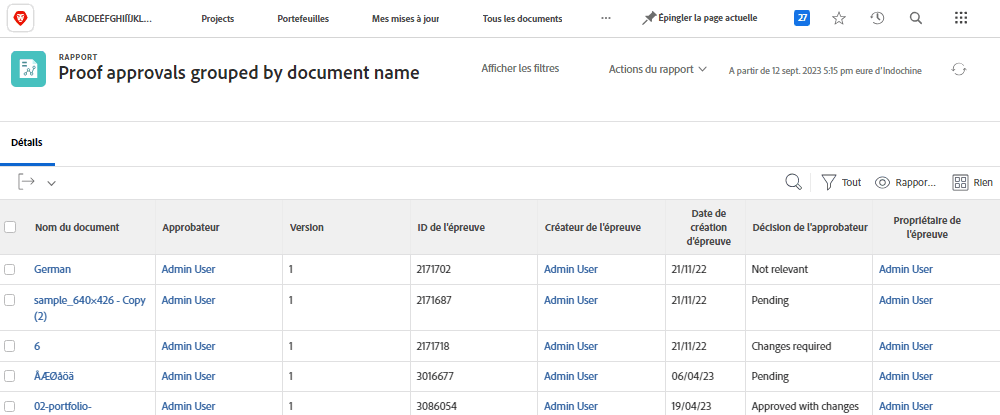 AÁBCDEÉFGHIÍJKL...
Projects
Portefeuilles
Mes mises à jour
Tous les documents
Épingler la page actuelle
27
RAPPORT
Proof approvals grouped by document name
Afficher les filtres
Actions du rapport
A partir de 12 sept. 2023 5:15 pm eure d'Indochine
Détails
Tout
Rappor...
Rien
Nom du document
Approbateur
Version
ID de l'épreuve
Créateur de l'épreuve
Date de création d'épreuve
Décision de l'approbateur
Propriétaire de l'épreuve
German Admin User 1 2171702 Admin User 21/11/22 Not relevant Admin User
sample_640×426 - Copy (2) Admin User 1 2171687 Admin User 21/11/22 Pending Admin User
6 Admin User 1 2171718 Admin User 21/11/22 Changes required Admin User
ÅÆØåöä Admin User 1 3016677 Admin User 06/04/23 Pending Admin User
02-portfolio- Admin User 1 3086054 Admin User 19/04/23 Approved with changes Admin User